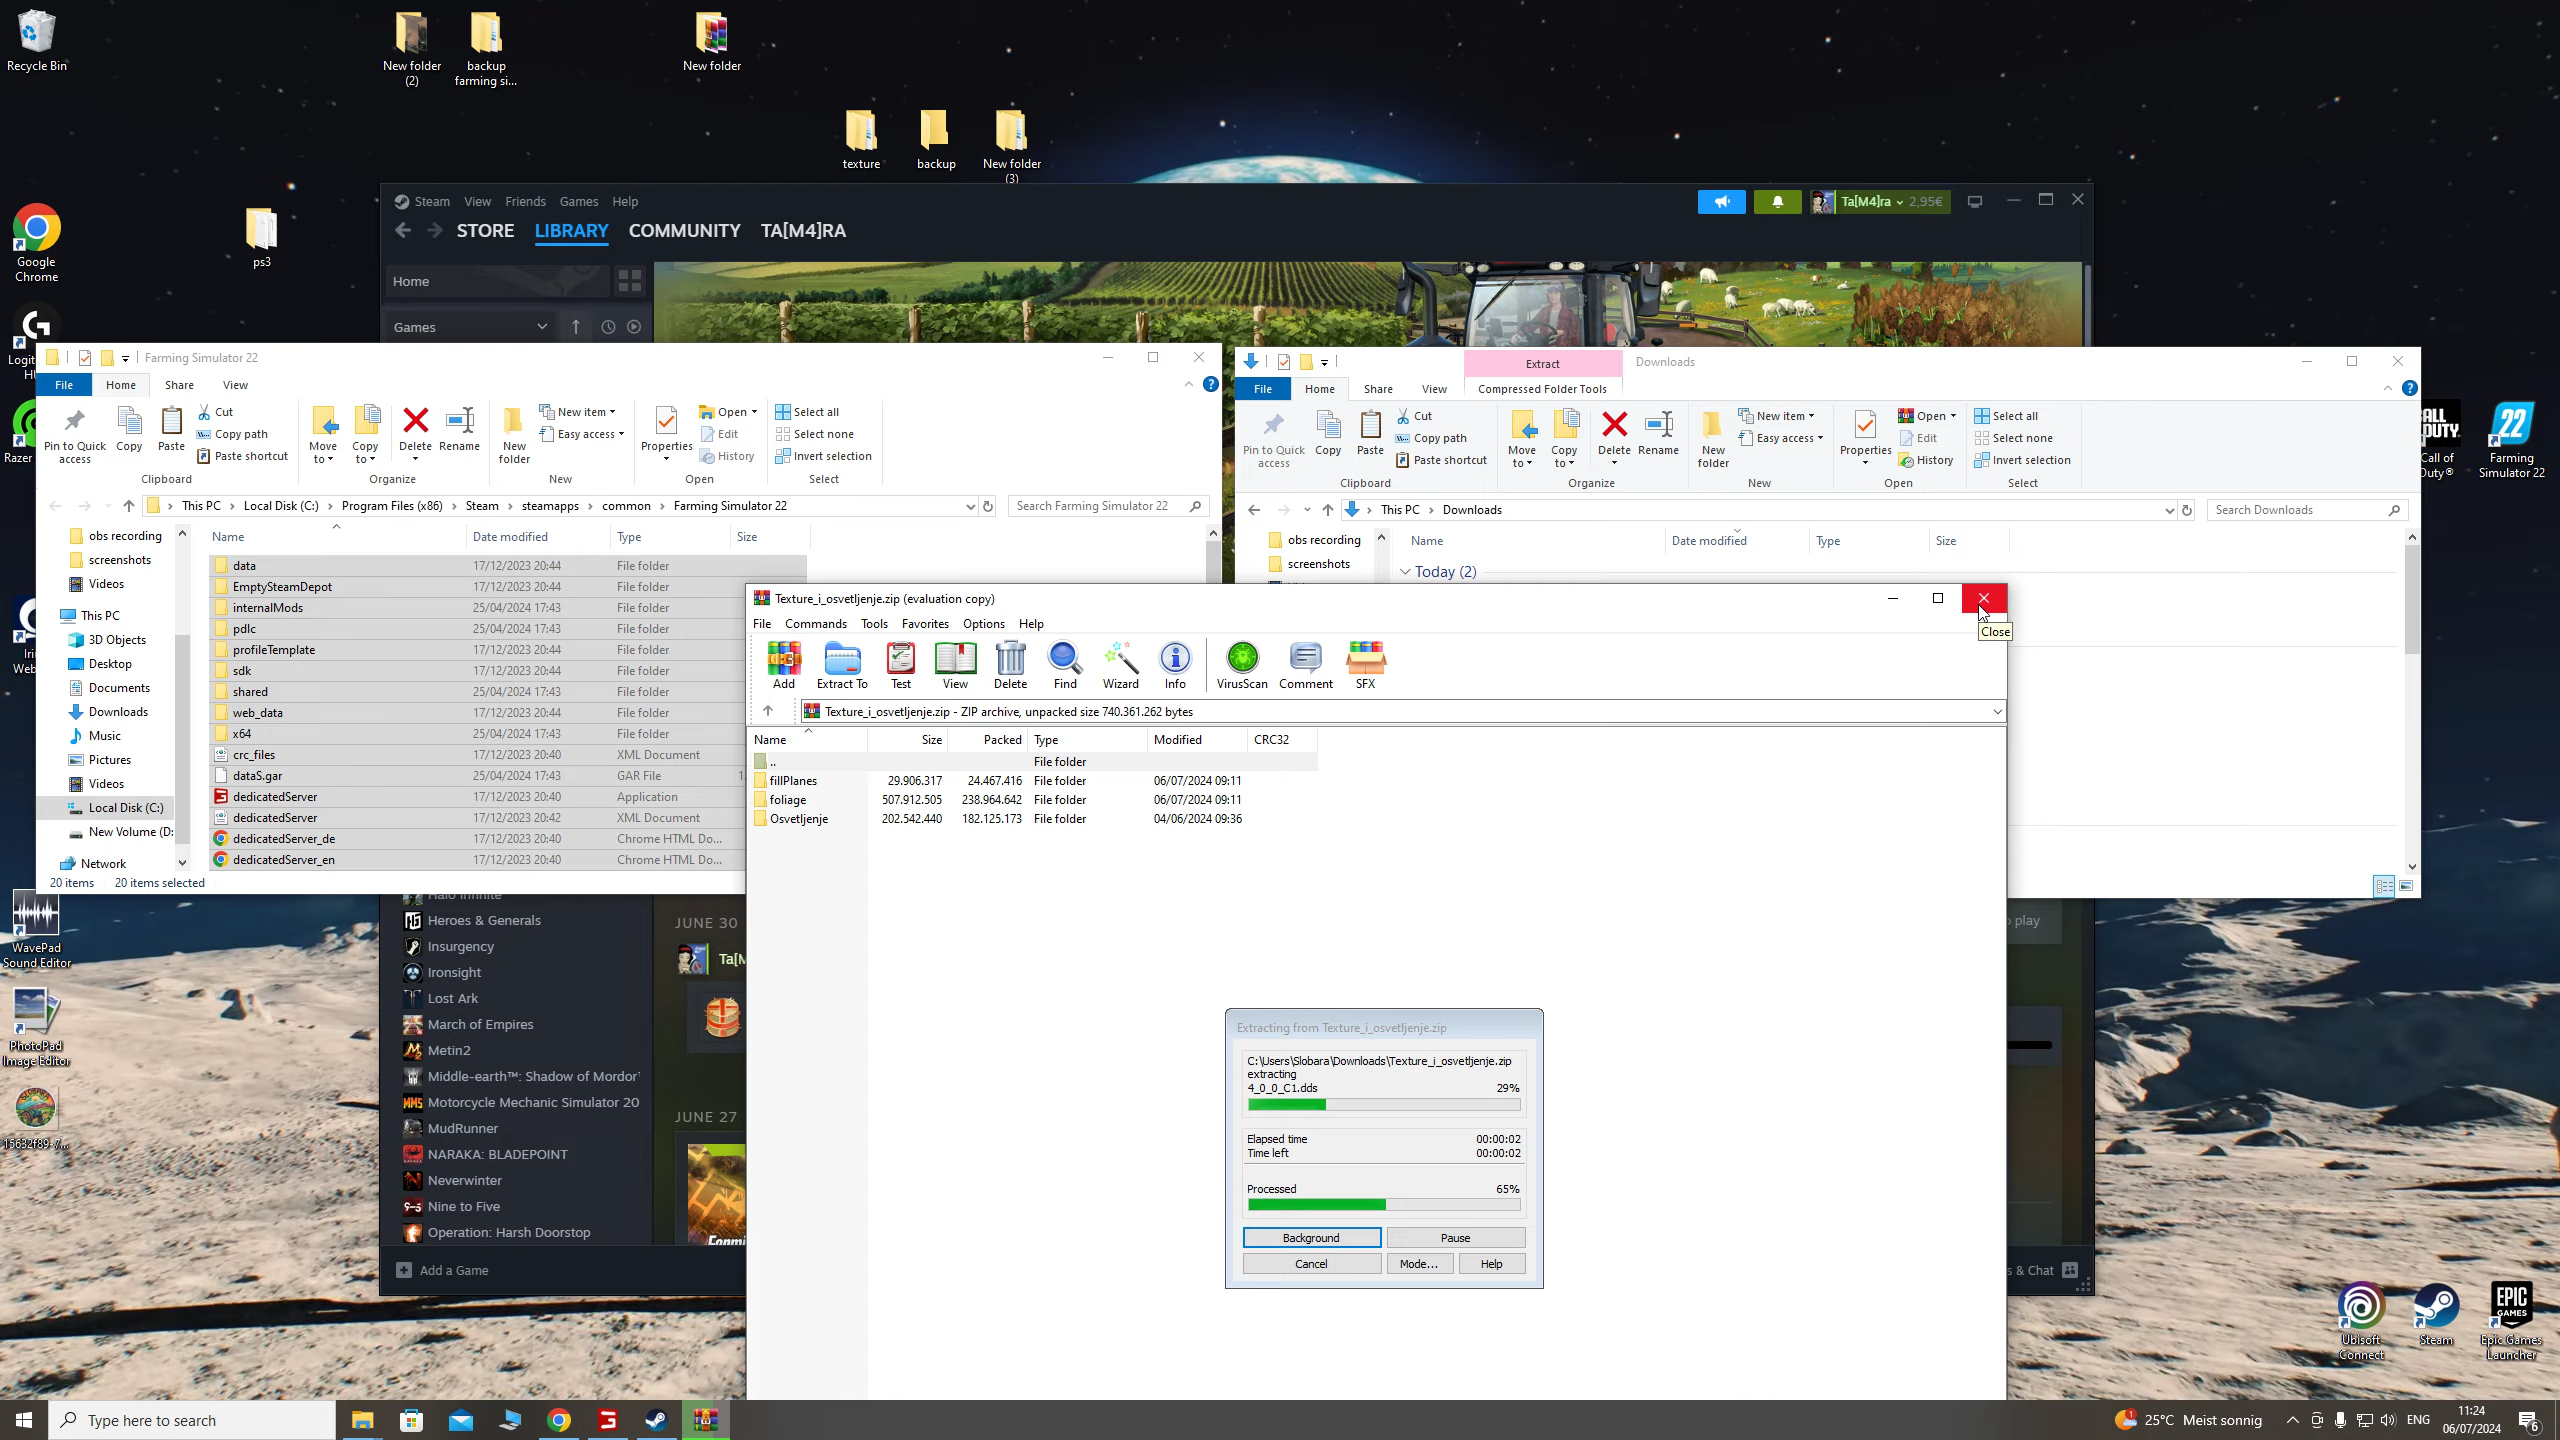 Recycle Bin
New folder
(2)
backup
farming si...
New folder
texture
backup
New folder
(3)
Google
Chrome
ps3
Steam View Friends Games Help
Ta[M4]ra 2,95€
STORE LIBRARY COMMUNITY TA[M4]RA
Home
Games
Farming Simulator 22
File Home Share View
Pin to Quick
access
Copy
Paste
Cut
Copy path
Paste shortcut
Clipboard
Move
to
Copy
to
Delete
Rename
Organize
New
folder
New item
Easy access
New
Properties
Open
Edit
History
Open
Select all
Select none
Invert selection
Select
This PC Local Disk (C:) Program Files (x86) Steam steamapps common Farming Simulator 22
Search Farming Simulator 22
obs recording
screenshots
Videos
This PC
3D Objects
Desktop
Documents
Downloads
Music
Pictures
Videos
Local Disk (C:)
New Volume (D:
Network
Name Date modified Type Size
data 17/12/2023 20:44 File folder
EmptySteamDepot 17/12/2023 20:44 File folder
internalMods 25/04/2024 17:43 File folder
pdlc 25/04/2024 17:43 File folder
profileTemplate 17/12/2023 20:44 File folder
sdk 17/12/2023 20:44 File folder
shared 25/04/2024 17:43 File folder
web_data 17/12/2023 20:44 File folder
x64 25/04/2024 17:43 File folder
crc_files 17/12/2023 20:40 XML Document
dataS.gar 25/04/2024 17:43 GAR File
dedicatedServer 17/12/2023 20:40 Application
dedicatedServer 17/12/2023 20:42 XML Document
dedicatedServer_de 17/12/2023 20:40 Chrome HTML Do...
dedicatedServer_en 17/12/2023 20:40 Chrome HTML Do...
20 items 20 items selected
Extract Downloads
File Home Share View Compressed Folder Tools
Pin to Quick
access
Copy
Paste
Cut
Copy path
Paste shortcut
Clipboard
Move
to
Copy
to
Delete
Rename
Organize
New
folder
New item
Easy access
New
Properties
Open
Edit
History
Open
Select all
Select none
Invert selection
Select
This PC Downloads
Search Downloads
obs recording
screenshots
Name Date modified Type Size
Today (2)
Texture_i_osvetljenje.zip (evaluation copy)
Close
File Commands Tools Favorites Options Help
Add Extract To Test View Delete Find Wizard Info VirusScan Comment SFX
Texture_i_osvetljenje.zip - ZIP archive, unpacked size 740.361.262 bytes
Name Size Packed Type Modified CRC32
.. File folder
fillPlanes 29.906.317 24.467.416 File folder 06/07/2024 09:11
foliage 507.912.505 238.964.642 File folder 06/07/2024 09:11
Osvetljenje 202.542.440 182.125.173 File folder 04/06/2024 09:36
Extracting from Texture_i_osvetljenje.zip
C:\Users\Slobara\Downloads\Texture_i_osvetljenje.zip
extracting
4_0_0_C1.dds 29%
Elapsed time 00:00:02
Time left 00:00:02
Processed 65%
Background Pause
Cancel Mode... Help
Call of
Duty®
Farming
Simulator 22
Halo Infinite
Heroes & Generals
Insurgency
Ironsight
Lost Ark
March of Empires
Metin2
Middle-earth™: Shadow of Mordor
Motorcycle Mechanic Simulator 20
MudRunner
NARAKA: BLADEPOINT
Neverwinter
Nine to Five
Operation: Harsh Doorstop
Add a Game
JUNE 30
Ta[M
JUNE 27
play
s & Chat
WavePad
Sound Editor
PhotoPad
Image Editor
Ubisoft
Connect
Steam
Epic Games
Launcher
Type here to search
25°C Meist sonnig
ENG
11:24
06/07/2024
6